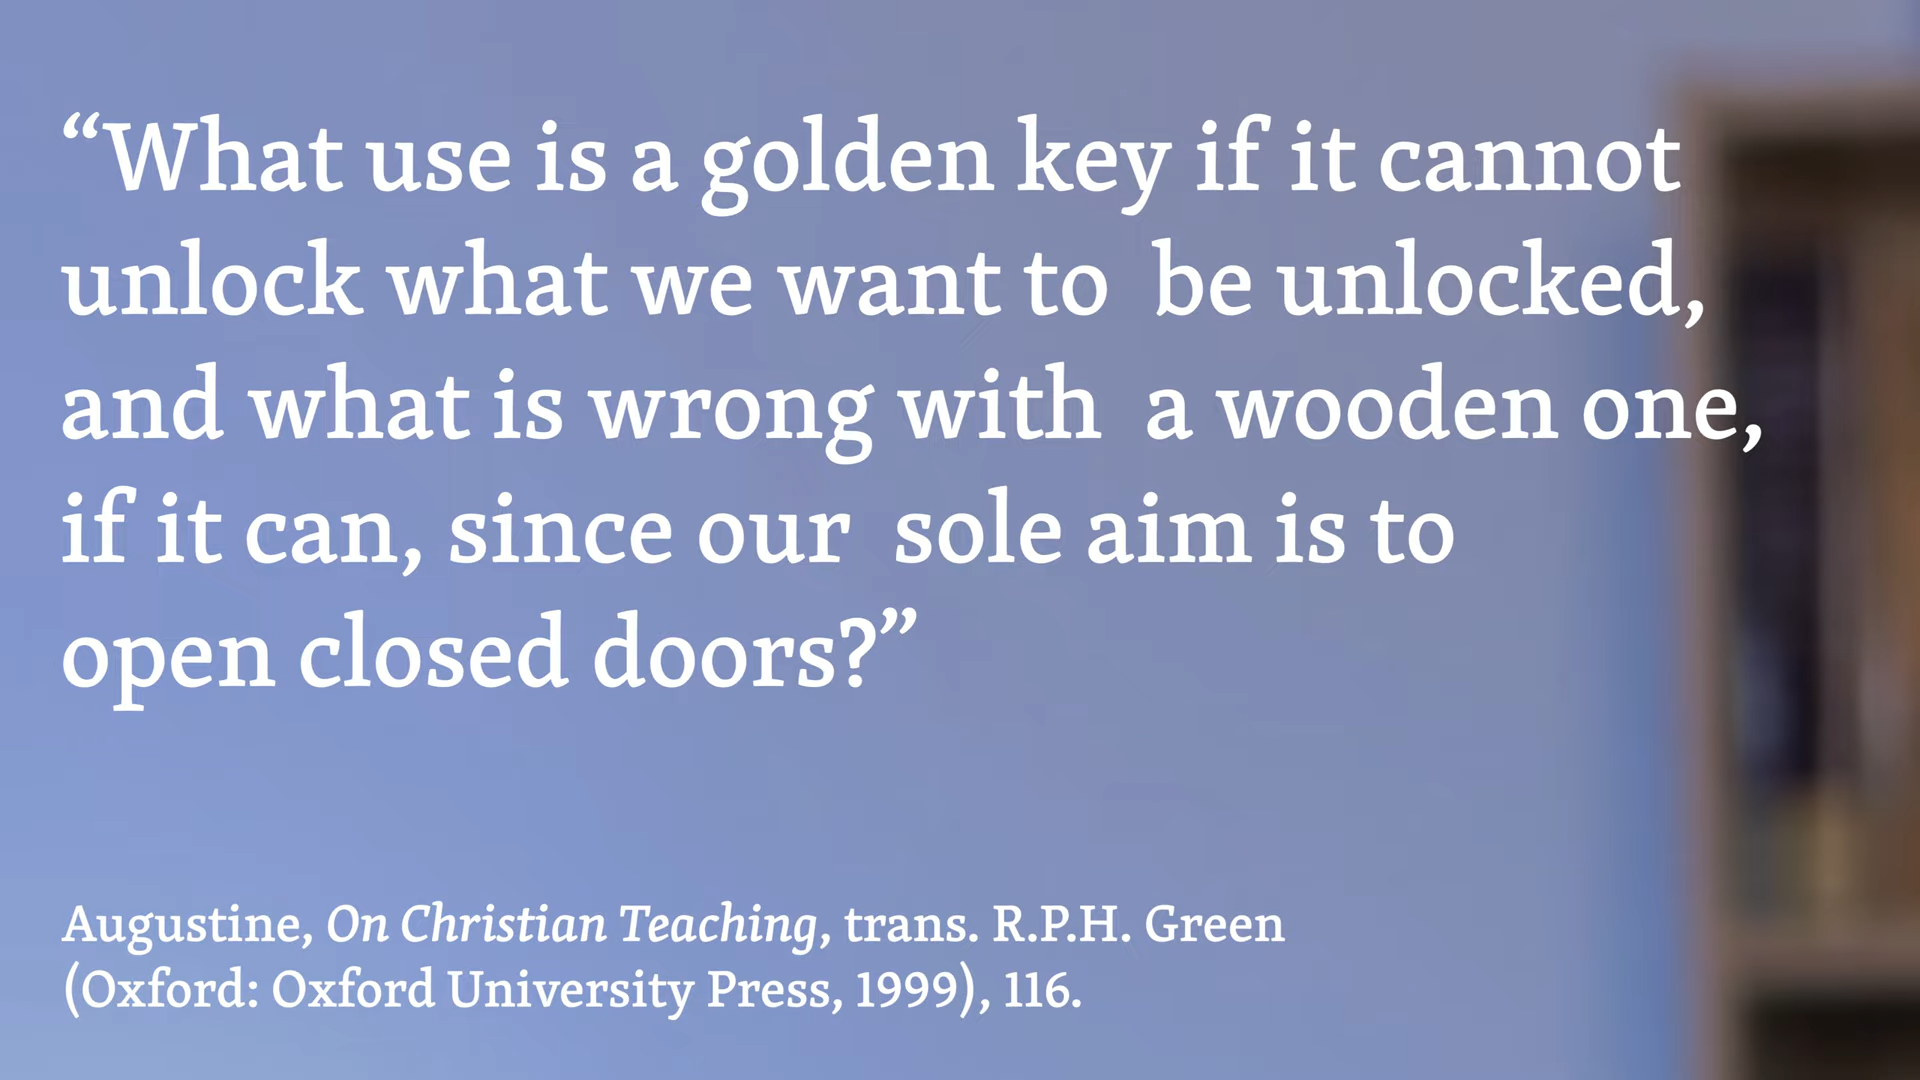 “What use is a golden key if it cannot
unlock what we want to  be unlocked,
and what is wrong with  a wooden one,
if it can, since our  sole aim is to
open closed doors?”
Augustine, On Christian Teaching, trans. R.P.H. Green
(Oxford: Oxford University Press, 1999), 116.